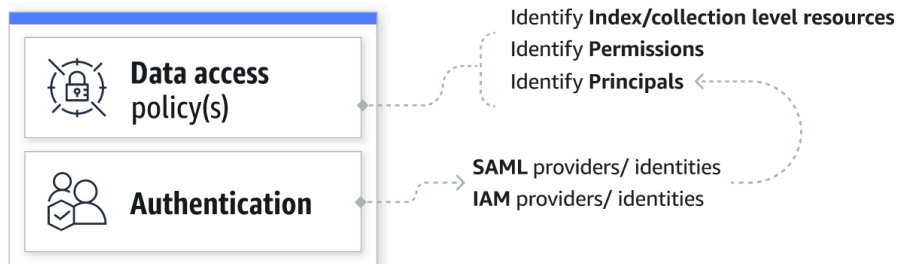 Identify Index/collection level resources
Identify Permissions
Identify Principals
Data access
policy(s)
SAML providers/ identities
IAM providers/ identities
Authentication